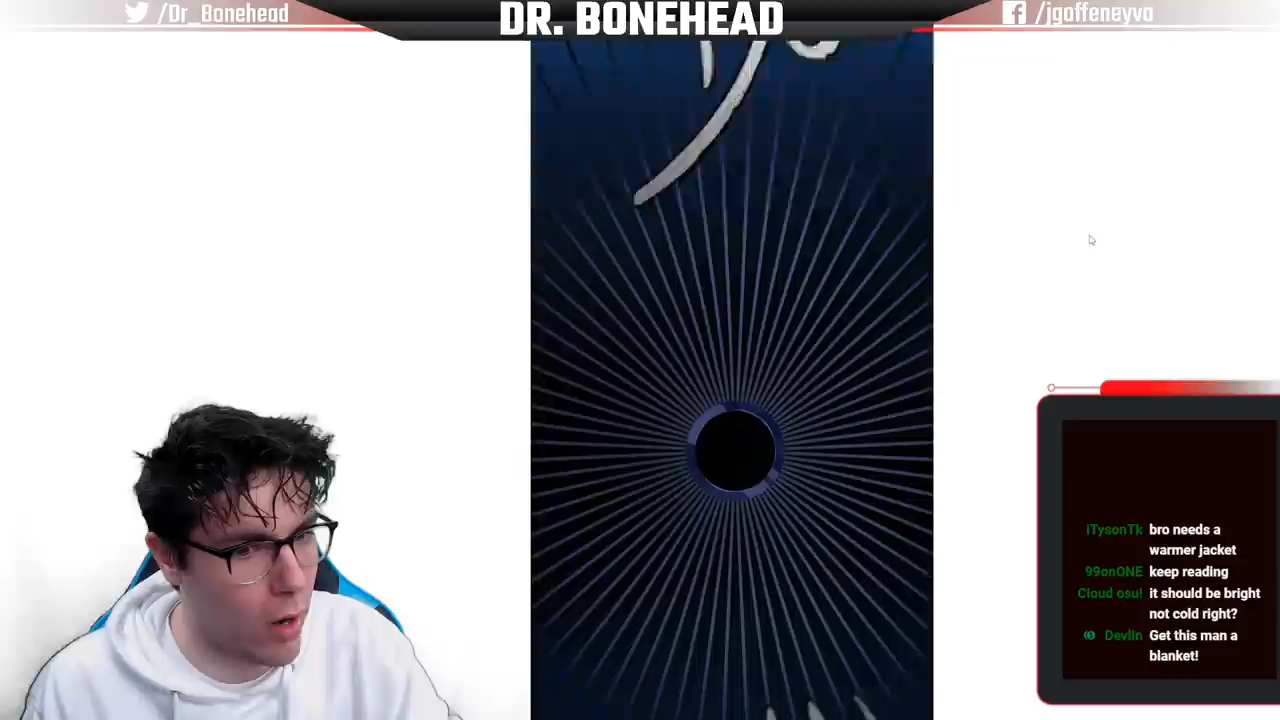 /Dr_Bonehead
DR. BONEHEAD
/jgaffeneyva
iTysonTk bro needs a
warmer jacket
99onONE keep reading
Cloud osu! it should be bright
not cold right?
Devlin Get this man a
blanket!